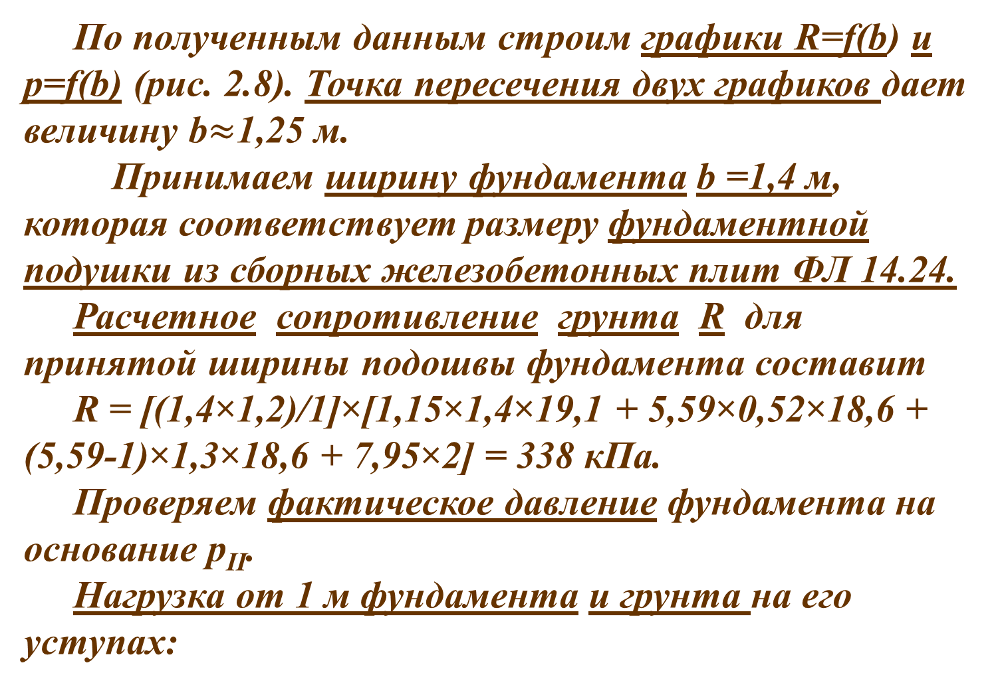 По полученным данным строим графики R=f(b) и
p=f(b) (рис. 2.8). Точка пересечения двух графиков дает
величину b≈1,25 м.
Принимаем ширину фундамента b =1,4 м,
которая соответствует размеру фундаментной
подушки из сборных железобетонных плит ФЛ 14.24.
Расчетное сопротивление грунта R для
принятой ширины подошвы фундамента составит
R = [(1,4×1,2)/1]×[1,15×1,4×19,1 + 5,59×0,52×18,6 +
(5,59-1)×1,3×18,6 + 7,95×2] = 338 кПа.
Проверяем фактическое давление фундамента на
основание pII.
Нагрузка от 1 м фундамента и грунта на его
уступах: